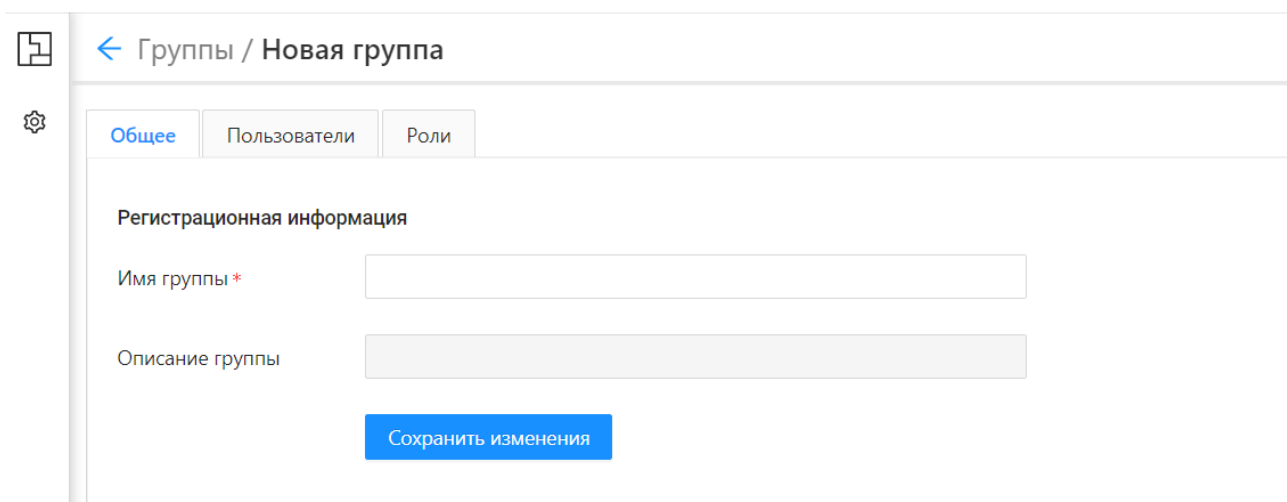 Группы / Новая группа
Общее Пользователи Роли
Регистрационная информация
Имя группы *
Описание группы
Сохранить изменения